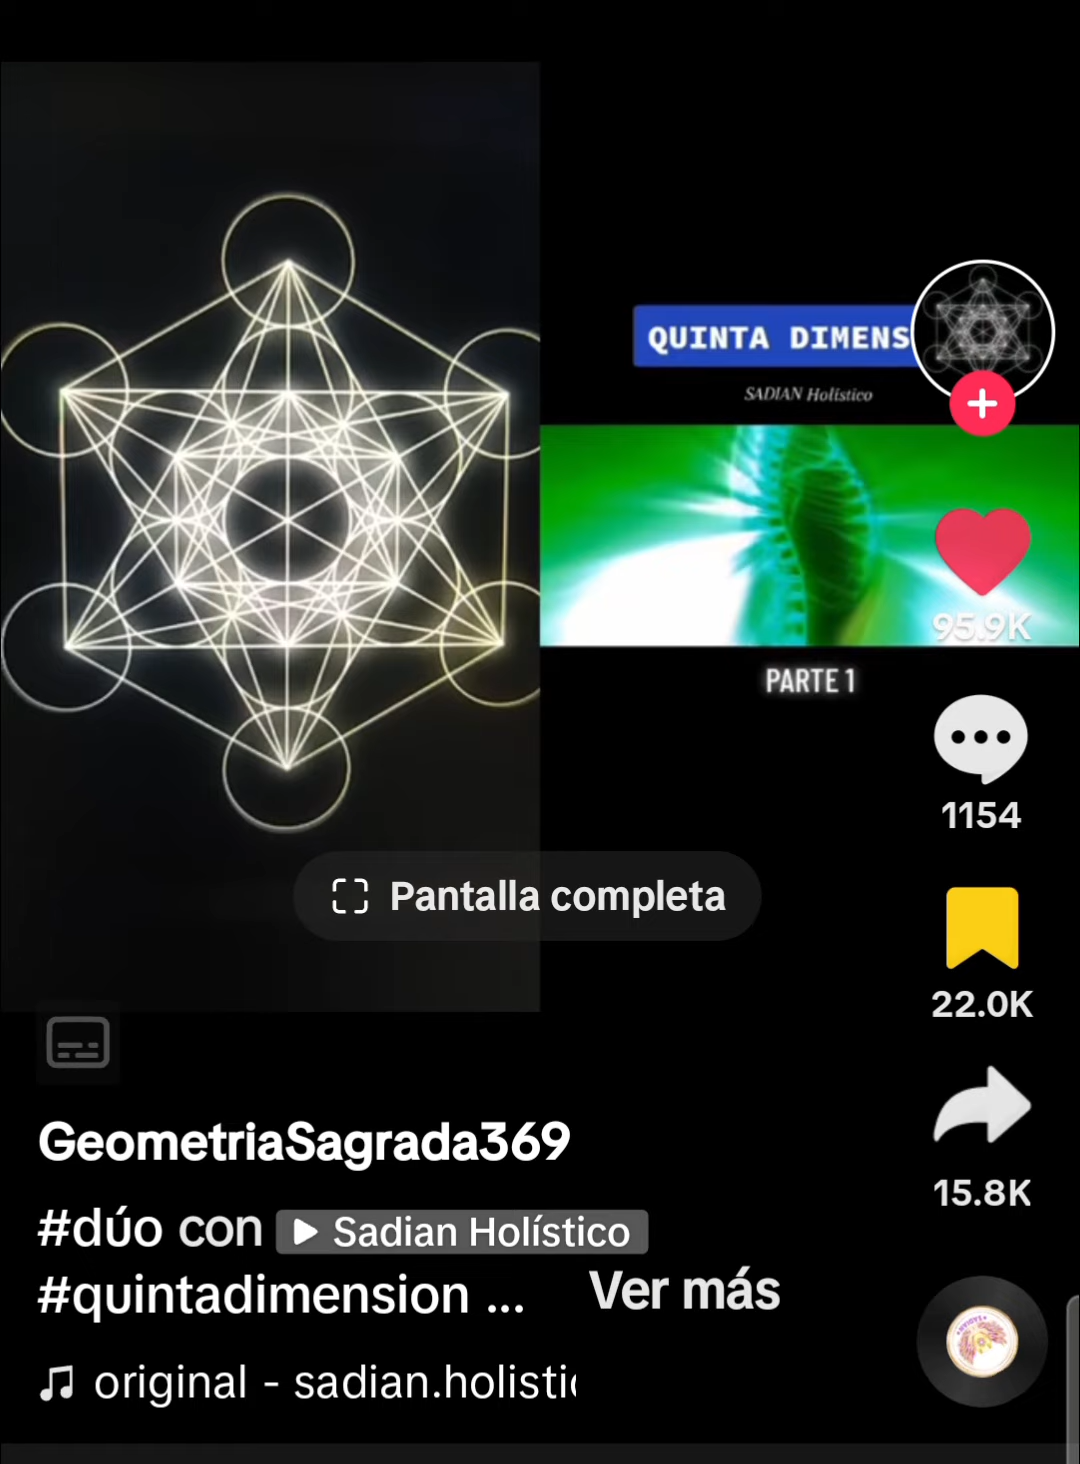 QUINTA DIMENS
SADIAN Holístico
95.9K
PARTE 1
1154
Pantalla completa
22.0K
GeometriaSagrada369
15.8K
#dúo con Sadian Holístico
#quintadimension ... Ver más
original - sadian.holistic